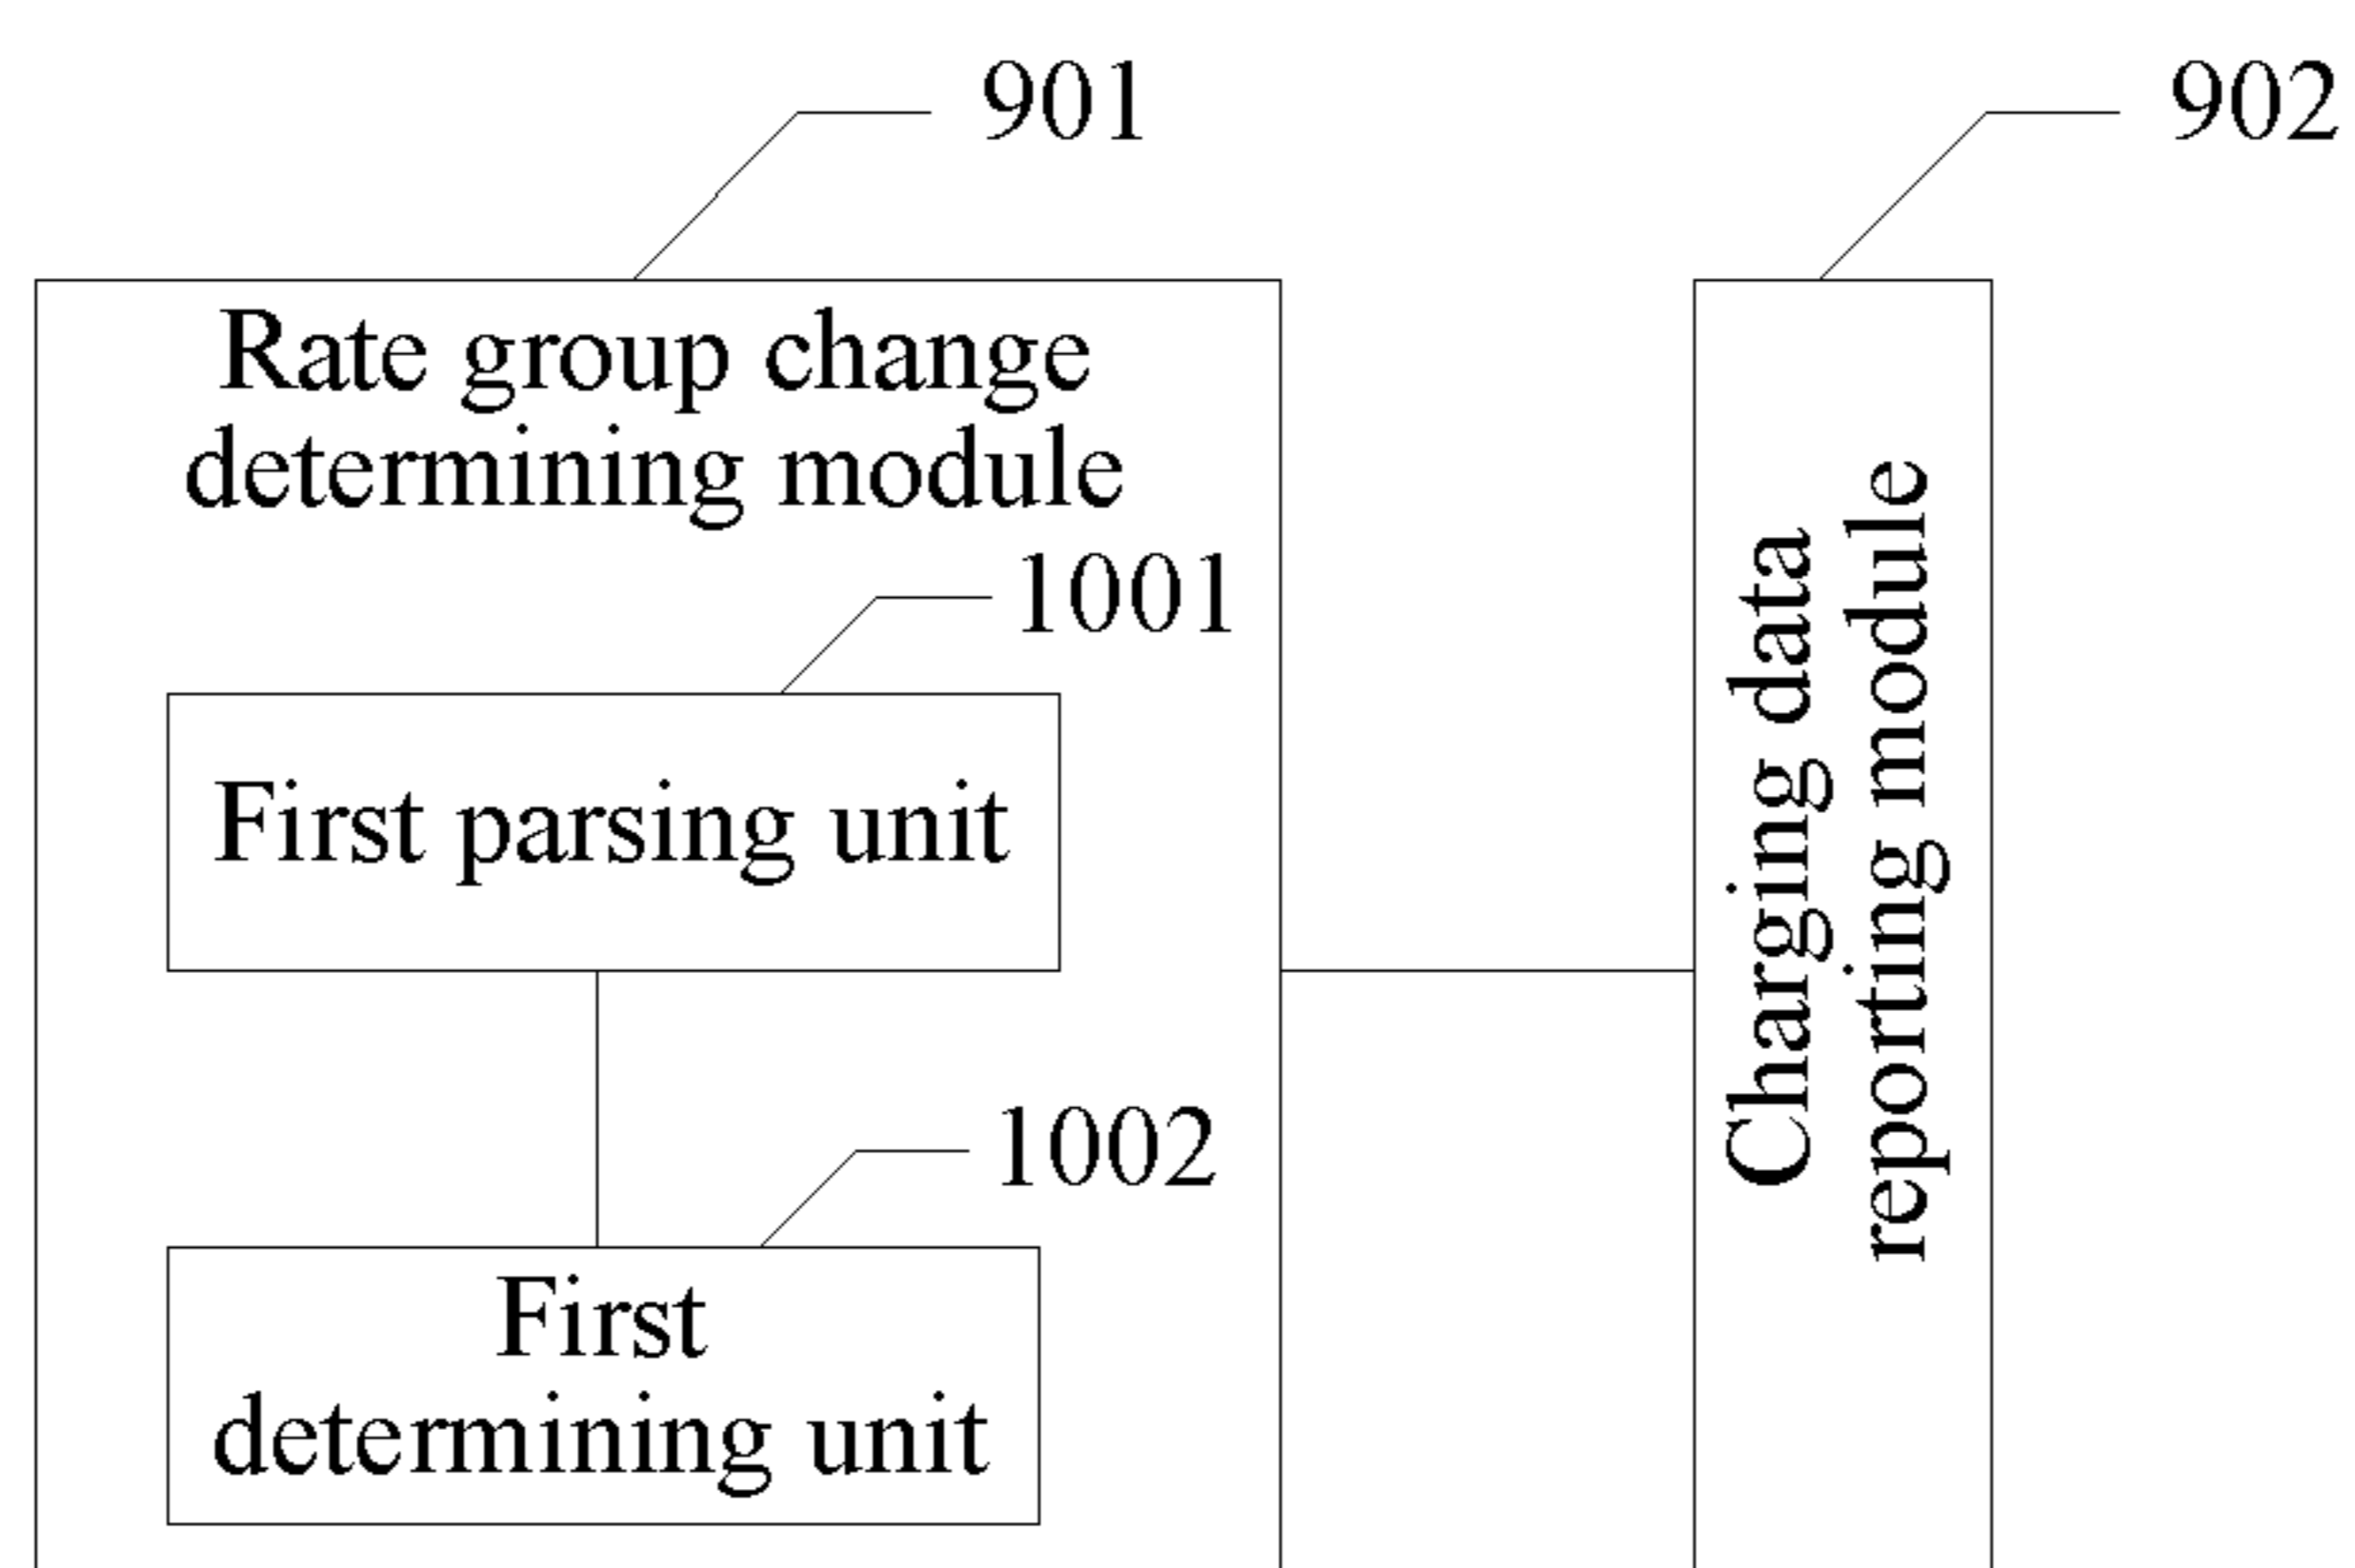 901
902
Rate group change
determining module
1001
First parsing unit
1002
First
determining unit
Charging data
reporting module